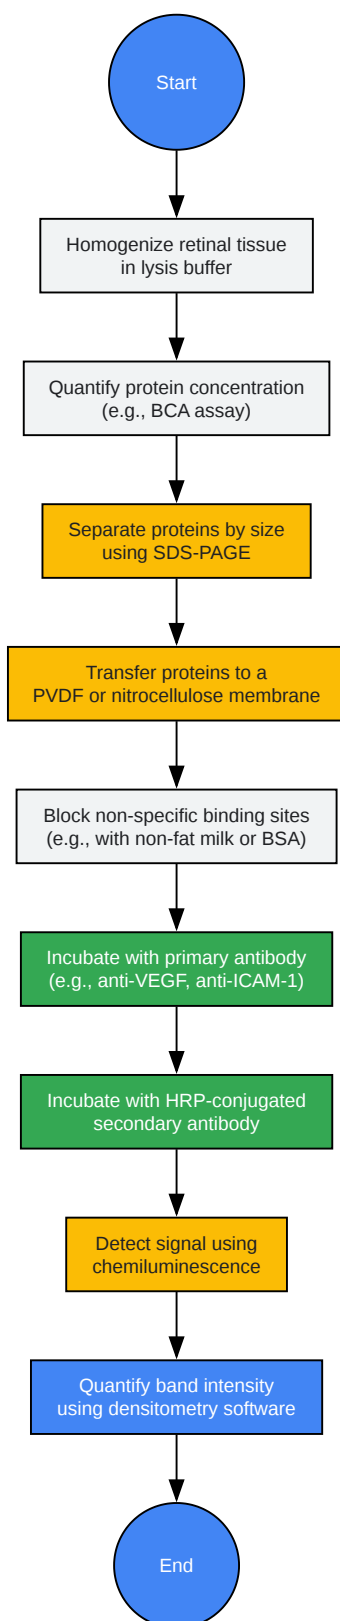 Start
Homogenize retinal tissue
in lysis buffer
Quantify protein concentration
(e.g., BCA assay)
Separate proteins by size
using SDS-PAGE
Transfer proteins to a
PVDF or nitrocellulose membrane
Block non-specific binding sites
(e.g., with non-fat milk or BSA)
Incubate with primary antibody
(e.g., anti-VEGF, anti-ICAM-1)
Incubate with HRP-conjugated
secondary antibody
Detect signal using
chemiluminescence
Quantify band intensity
using densitometry software
End